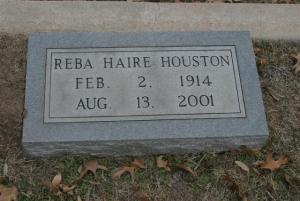 REBA HAIRE HOUSTON
FEB. 2, 1914
AUG. 13, 2001